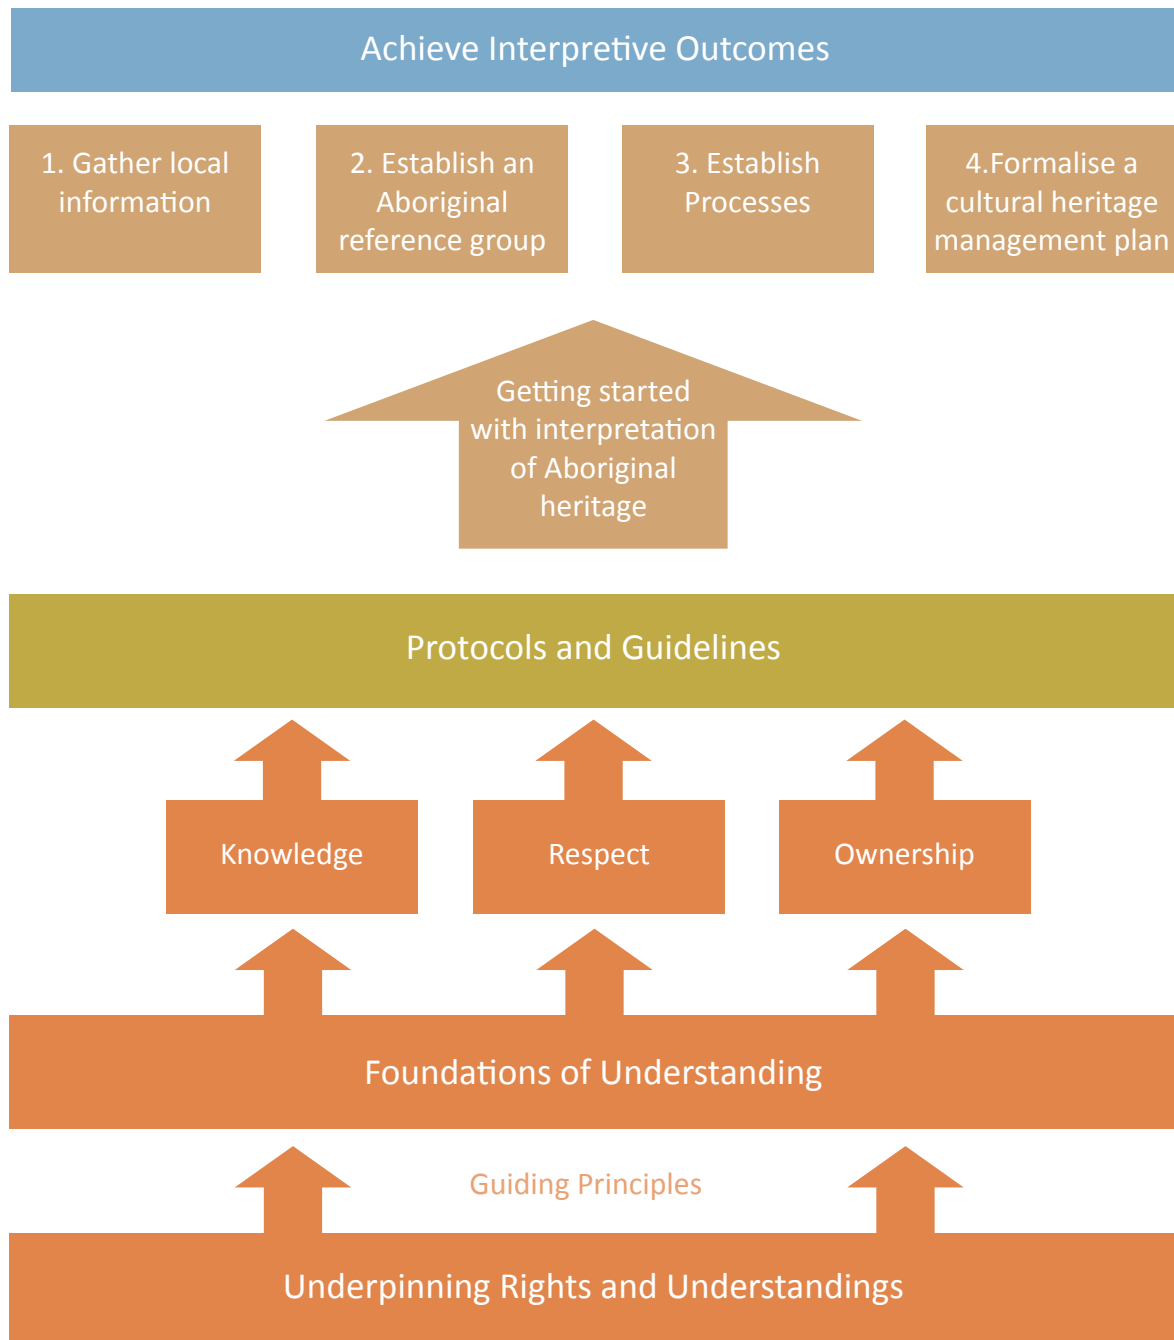 Achieve Interpretive Outcomes
1. Gather local
information
2. Establish an
Aboriginal
reference group
3. Establish
Processes
4.Formalise a
cultural heritage
management plan
Getting started
with interpretation
of Aboriginal
heritage
Protocols and Guidelines
Knowledge
Respect
Ownership
Foundations of Understanding
Guiding Principles
Underpinning Rights and Understandings